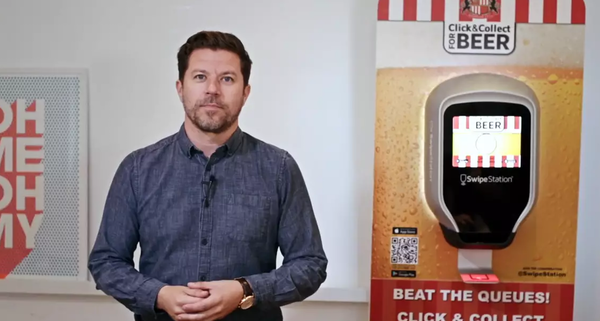 OH
ME
OH
MY
Click&Collect
FOR BEER
BEER
SwipeStation
@SwipeStation
BEAT THE QUEUES!
CLICK & COLLECT